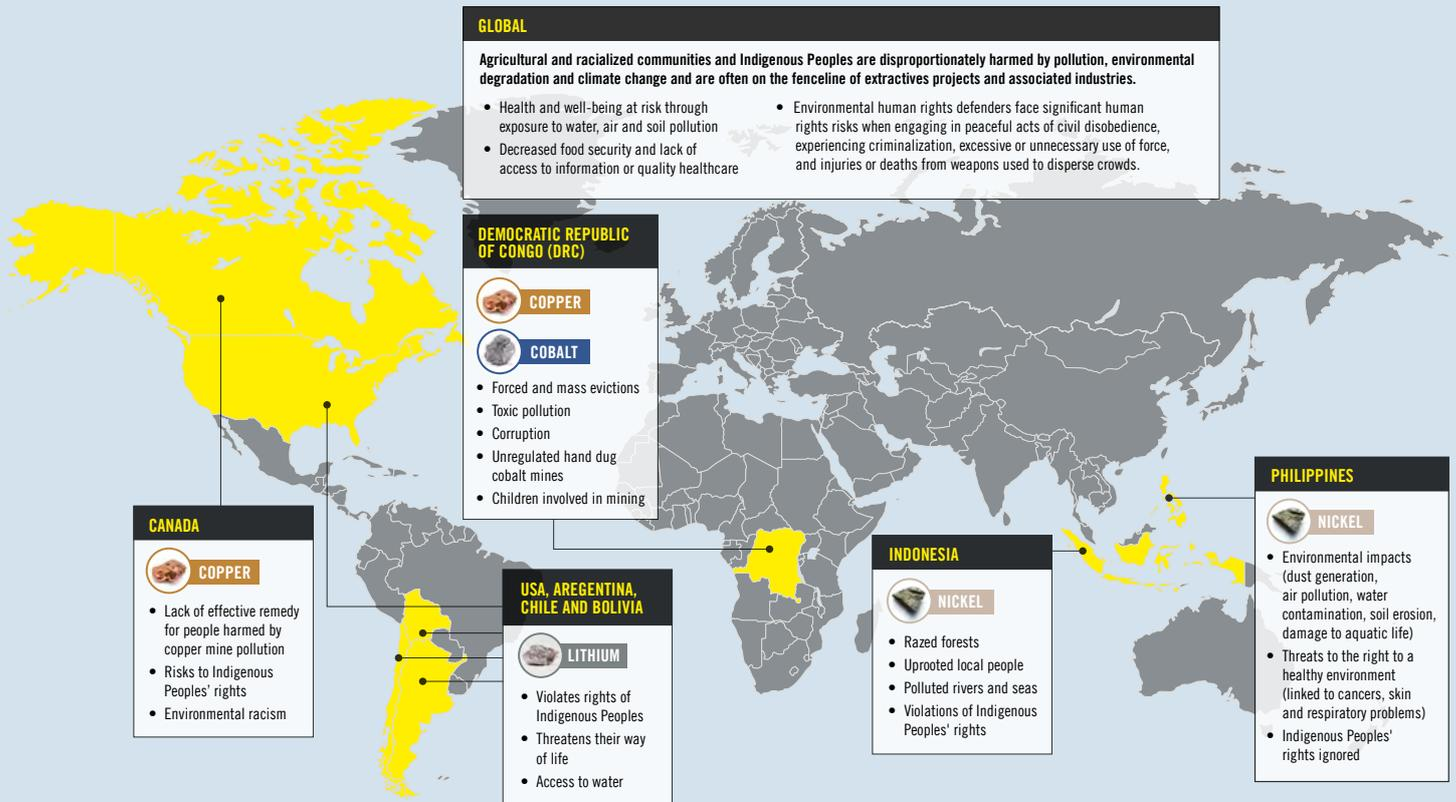 GLOBAL
Agricultural and racialized communities and Indigenous Peoples are disproportionately harmed by pollution, environmental
degradation and climate change and are often on the fenceline of extractives projects and associated industries.
• Health and well-being at risk through
exposure to water, air and soil pollution
• Decreased food security and lack of
access to information or quality healthcare
• Environmental human rights defenders face significant human
rights risks when engaging in peaceful acts of civil disobedience,
experiencing criminalization, excessive or unnecessary use of force,
and injuries or deaths from weapons used to disperse crowds.
DEMOCRATIC REPUBLIC
OF CONGO (DRC)
COPPER
COBALT
• Forced and mass evictions
• Toxic pollution
• Corruption
• Unregulated hand dug
cobalt mines
• Children involved in mining
CANADA
COPPER
• Lack of effective remedy
for people harmed by
copper mine pollution
• Risks to Indigenous
Peoples' rights
• Environmental racism
USA, AREGENTINA,
CHILE AND BOLIVIA
LITHIUM
• Violates rights of
Indigenous Peoples
• Threatens their way
of life
• Access to water
INDONESIA
NICKEL
• Razed forests
• Uprooted local people
• Polluted rivers and seas
• Violations of Indigenous
Peoples' rights
PHILIPPINES
NICKEL
• Environmental impacts
(dust generation,
air pollution, water
contamination, soil erosion,
damage to aquatic life)
• Threats to the right to a
healthy environment
(linked to cancers, skin
and respiratory problems)
• Indigenous Peoples'
rights ignored